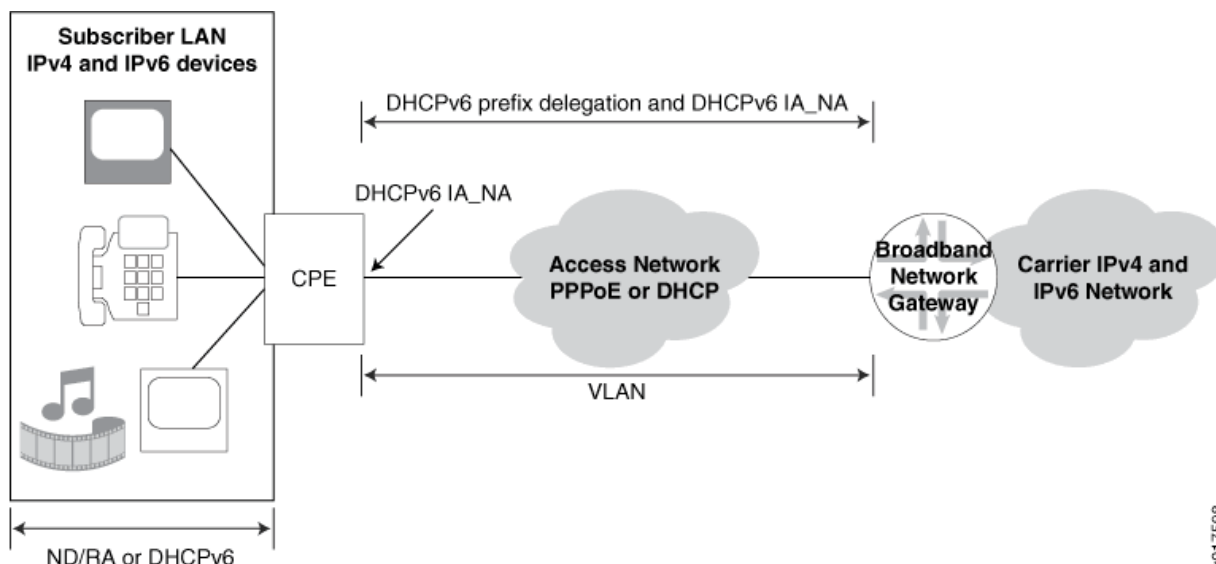 Subscriber LAN
IPv4 and IPv6 devices
DHCPv6 prefix delegation and DHCPv6 IA_NA
DHCPv6 IA_NA
CPE
Access Network
PPPoE or DHCP
Broadband
Network
Gateway
Carrier IPv4 and
IPv6 Network
VLAN
ND/RA or DHCPv6